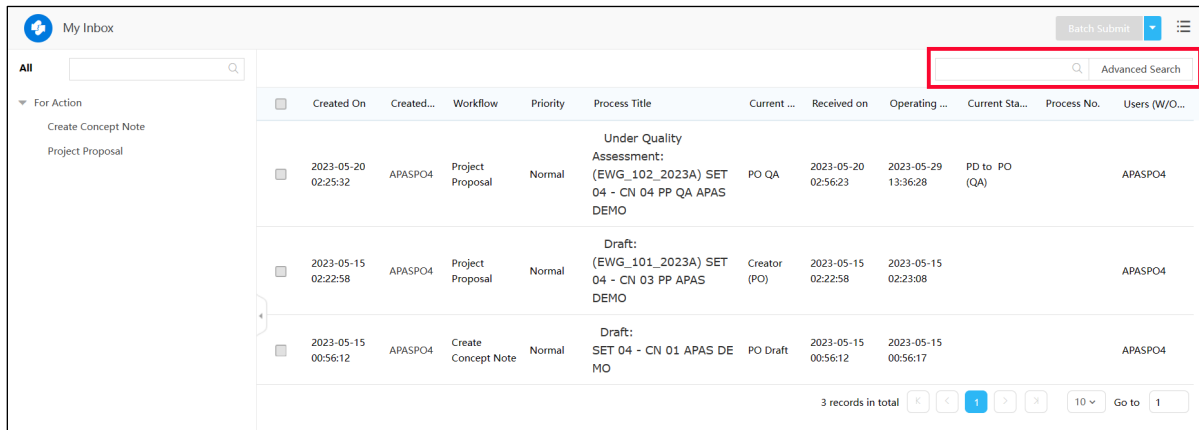 My Inbox
Batch Submit
All
Advanced Search
For Action
Create Concept Note
Project Proposal
Created On Created... Workflow Priority Process Title Current ... Received on Operating ... Current Sta... Process No. Users (W/O...
Under Quality
Assessment:
2023-05-20 Project (EWG_102_2023A) SET 2023-05-20 2023-05-29 PD to PO
02:25:32 APASPO4 Proposal Normal 04 - CN 04 PP QA APAS PO QA 02:56:23 13:36:28 (QA) APASPO4
DEMO
Draft:
2023-05-15 Project (EWG_101_2023A) SET Creator 2023-05-15 2023-05-15
02:22:58 APASPO4 Proposal Normal 04 - CN 03 PP APAS (PO) 02:22:58 02:23:08 APASPO4
DEMO
Draft:
2023-05-15 Create SET 04 - CN 01 APAS DE 2023-05-15 2023-05-15
00:56:12 APASPO4 Concept Note Normal MO PO Draft 00:56:12 00:56:17 APASPO4
3 records in total 1 10 Go to 1